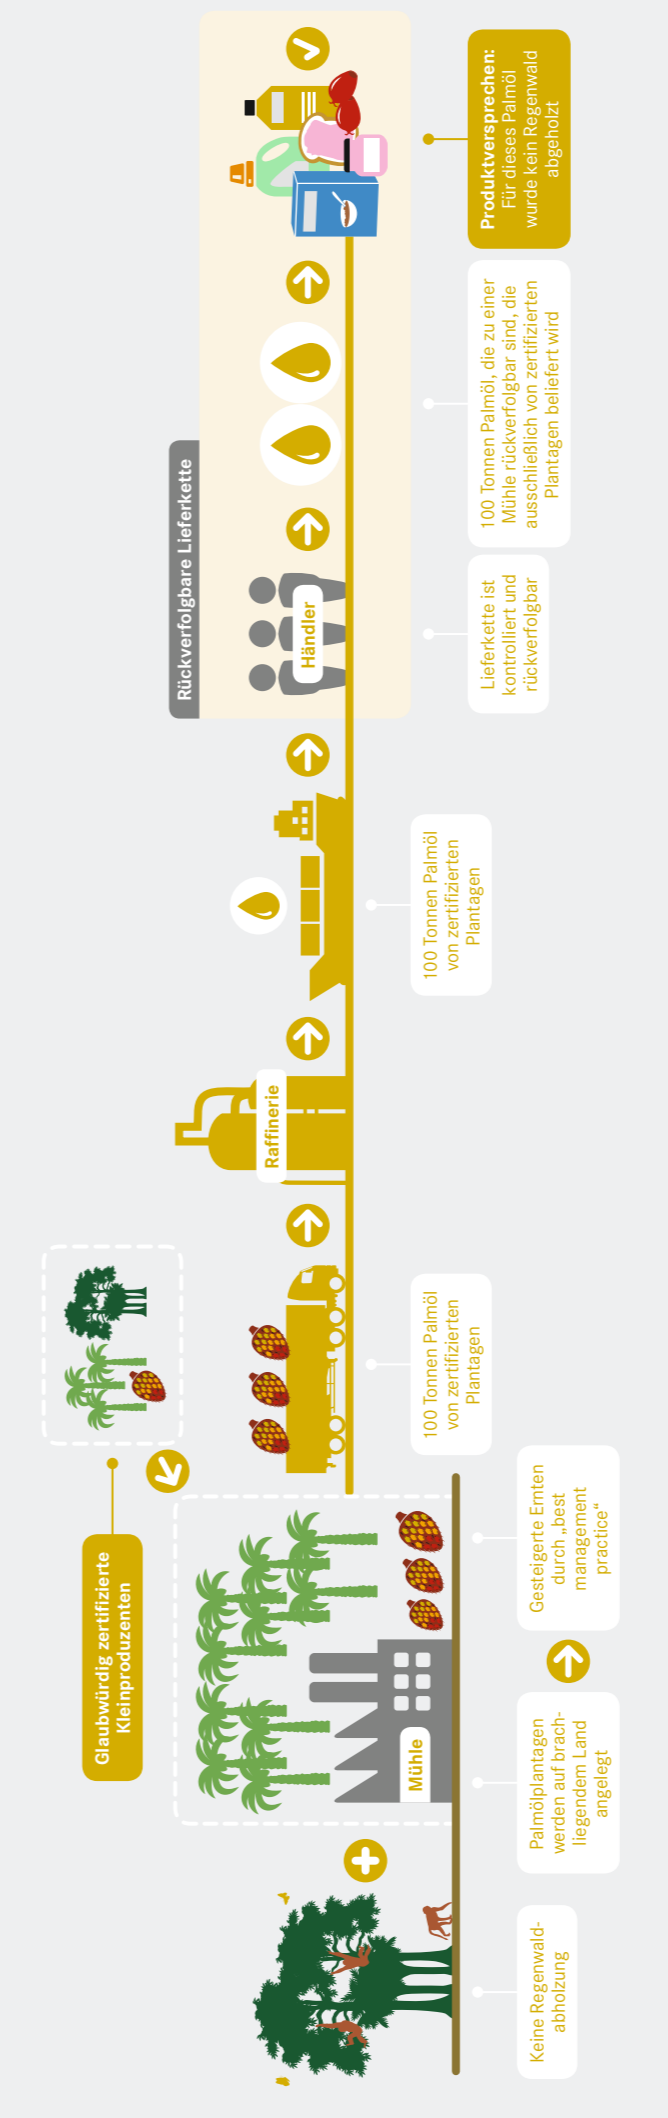 Keine Regenwald-
abholzung
Palmölplantagen
werden auf brach-
liegendem Land
angelegt
Mühle
Gesteigerte Ernten
durch „best
management
practice“
Glaubwürdig zertifizierte
Kleinproduzenten
100 Tonnen Palmöl
von zertifizierten
Plantagen
Raffinerie
100 Tonnen Palmöl
von zertifizierten
Plantagen
Rückverfolgbare Lieferkette
Händler
Lieferkette ist
kontrolliert und
rückverfolgbar
100 Tonnen Palmöl, die zu einer
Mühle rückverfolgbar sind, die
ausschließlich von zertifizierten
Plantagen beliefert wird
Produktversprechen:
Für dieses Palmöl
wurde kein Regenwald
abgeholzt